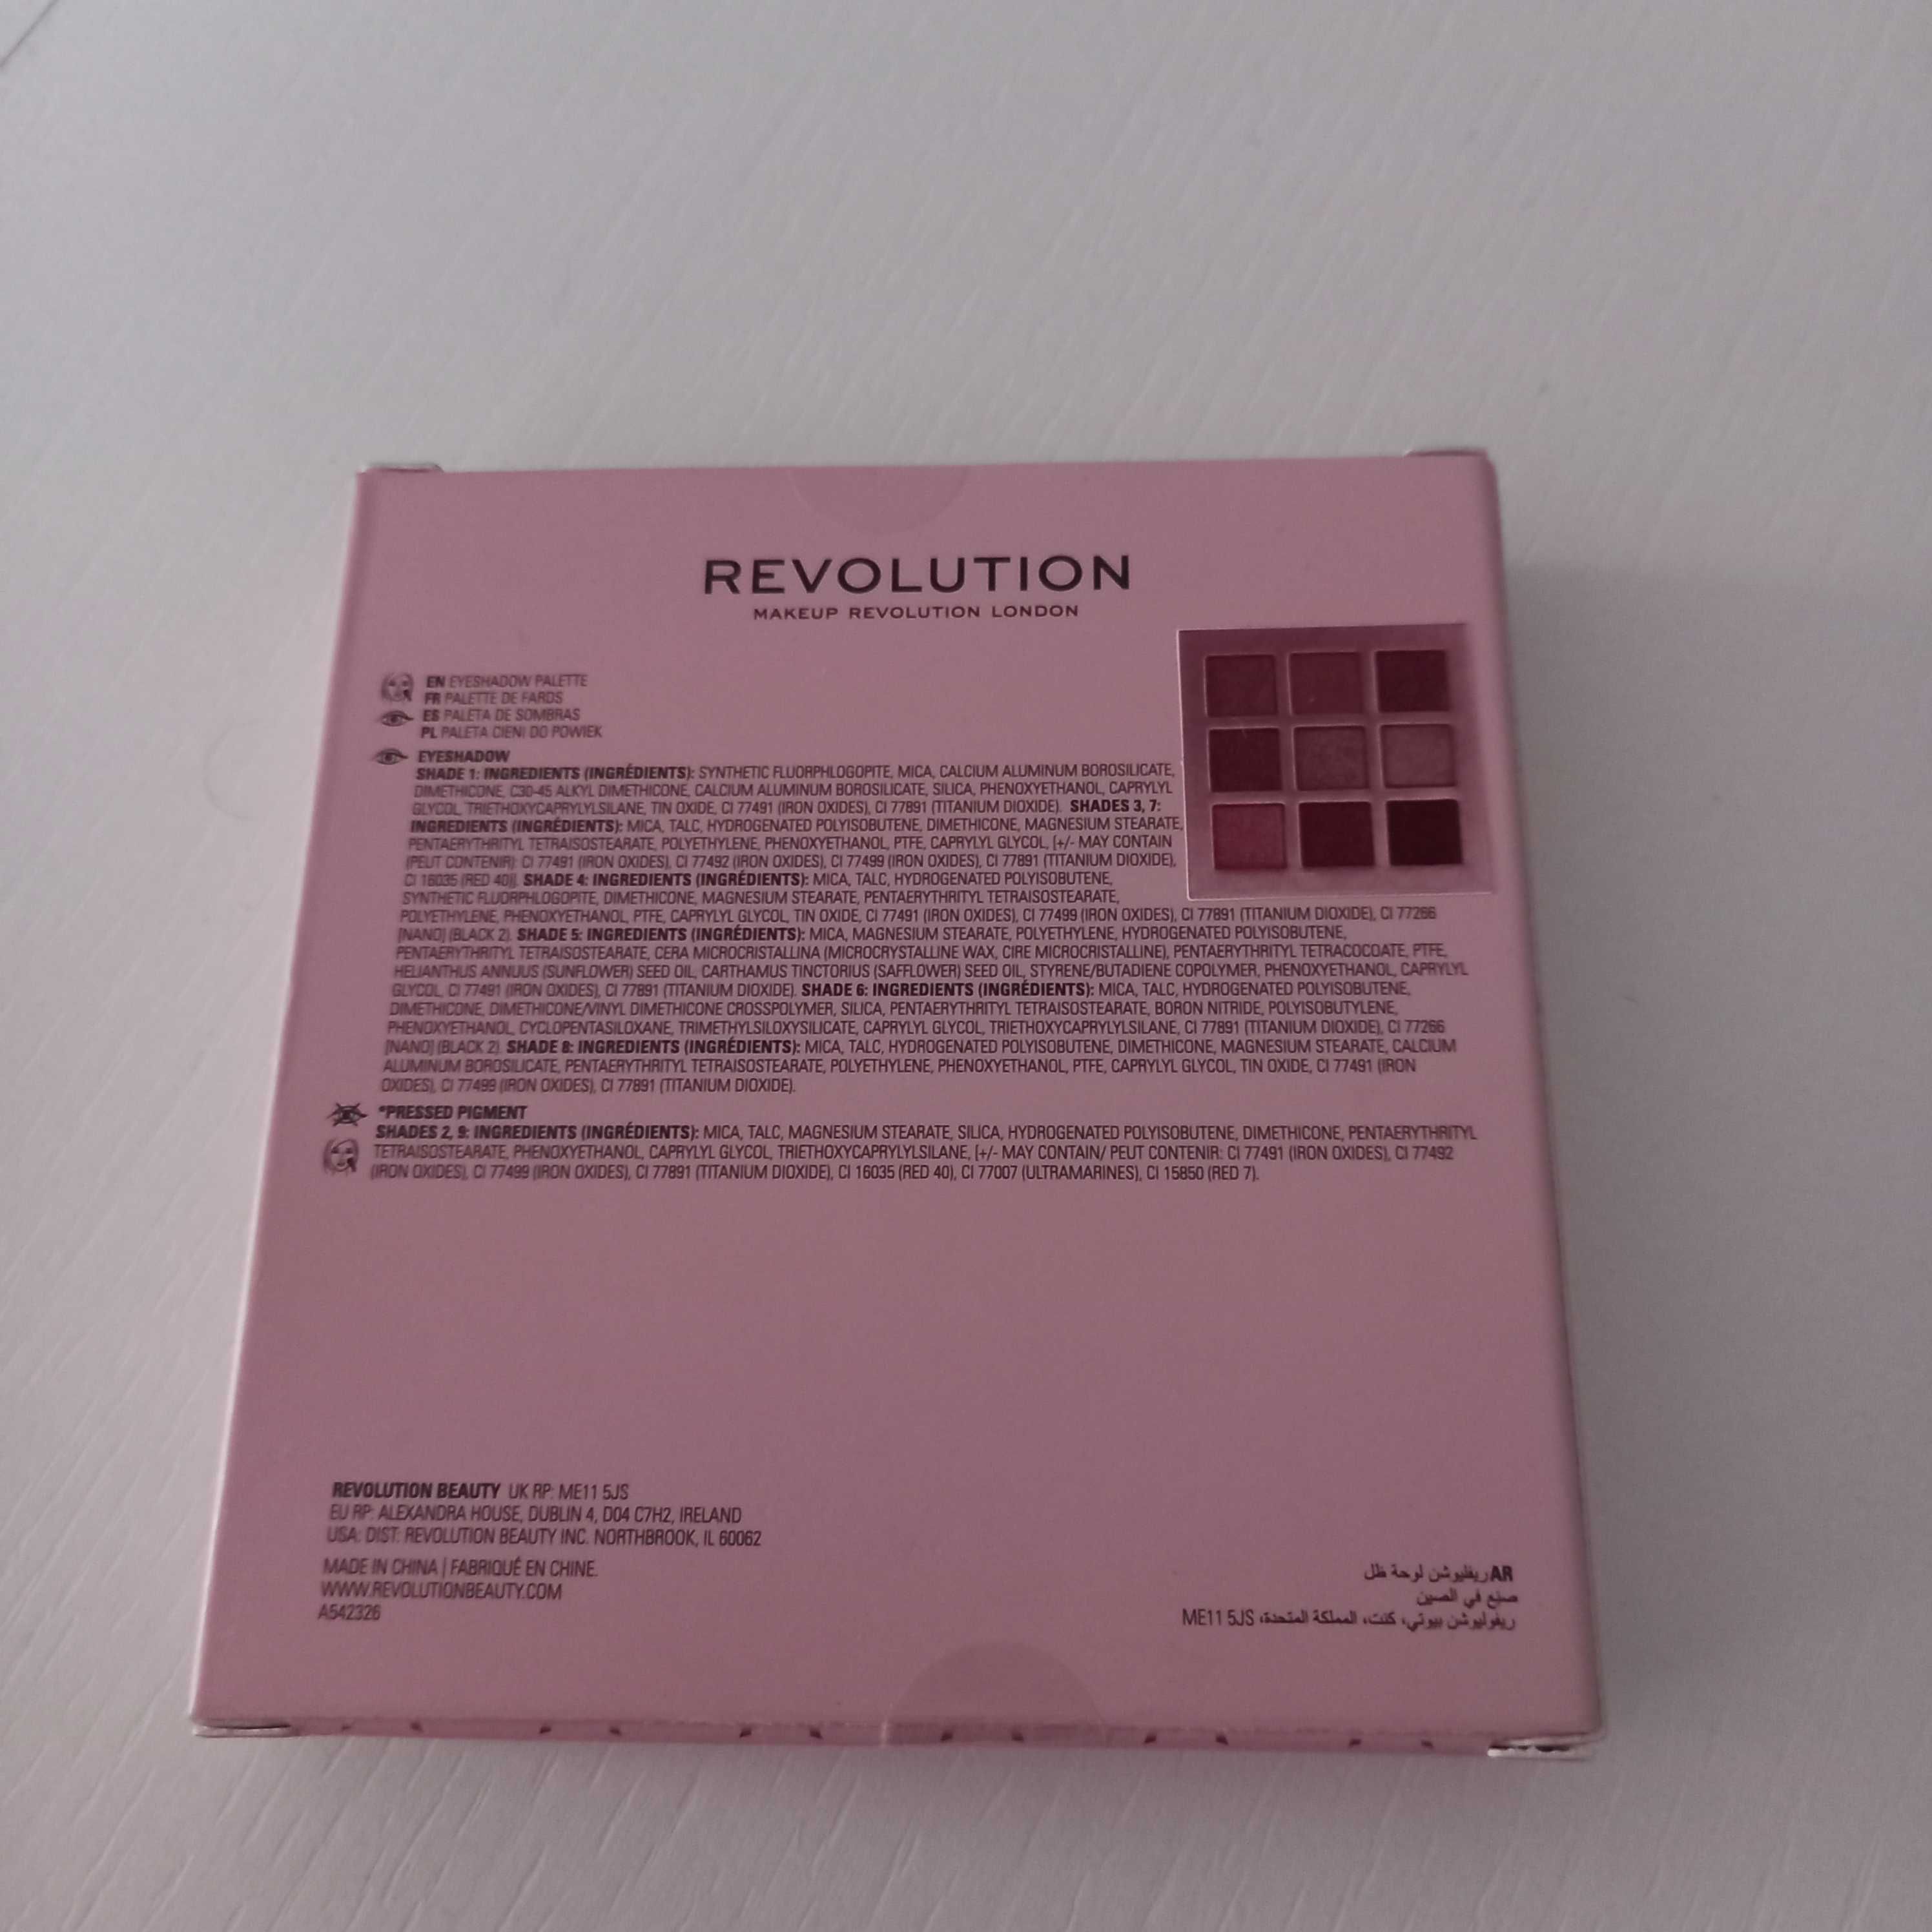 REVOLUTION
MAKEUP REVOLUTION LONDON
EN EYESHADOW PALETTE
FR PALETTE DE FARDS
ES PALETA DE SOMBRAS
PL PALETA CIENI DO POWIEK
EYESHADOW
SHADE 1: INGREDIENTS (INGRÉDIENTS): SYNTHETIC FLUORPHLOGOPITE, MICA, CALCIUM ALUMINUM BOROSILICATE,
DIMETHICONE, C30-45 ALKYL DIMETHICONE, CALCIUM ALUMINUM BOROSILICATE, SILICA, PHENOXYETHANOL, CAPRYLYL
GLYCOL, TRIETHOXYCAPRYLYLSILANE, TIN OXIDE, CI 77491 (IRON OXIDES), CI 77891 (TITANIUM DIOXIDE). SHADES 3, 7:
INGREDIENTS (INGRÉDIENTS): MICA, TALC, HYDROGENATED POLYISOBUTENE, DIMETHICONE, MAGNESIUM STEARATE,
PENTAERYTHRITYL TETRAISOSTEARATE, POLYETHYLENE, PHENOXYETHANOL, PTFE, CAPRYLYL GLYCOL, [+/- MAY CONTAIN
(PEUT CONTENIR): CI 77491 (IRON OXIDES), CI 77492 (IRON OXIDES), CI 77499 (IRON OXIDES), CI 77891 (TITANIUM DIOXIDE),
CI 16035 (RED 40)]. SHADE 4: INGREDIENTS (INGRÉDIENTS): MICA, TALC, HYDROGENATED POLYISOBUTENE,
SYNTHETIC FLUORPHLOGOPITE, DIMETHICONE, MAGNESIUM STEARATE, PENTAERYTHRITYL TETRAISOSTEARATE,
POLYETHYLENE, PHENOXYETHANOL, PTFE, CAPRYLYL GLYCOL, TIN OXIDE, CI 77491 (IRON OXIDES), CI 77499 (IRON OXIDES), CI 77891 (TITANIUM DIOXIDE), CI 77266
[NANO] (BLACK 2). SHADE 5: INGREDIENTS (INGRÉDIENTS): MICA, MAGNESIUM STEARATE, POLYETHYLENE, HYDROGENATED POLYISOBUTENE,
PENTAERYTHRITYL TETRAISOSTEARATE, CERA MICROCRISTALLINA (MICROCRYSTALLINE WAX, CIRE MICROCRISTALLINE), PENTAERYTHRITYL TETRACOCOATE, PTFE,
HELIANTHUS ANNUUS (SUNFLOWER) SEED OIL, CARTHAMUS TINCTORIUS (SAFFLOWER) SEED OIL, STYRENE/BUTADIENE COPOLYMER, PHENOXYETHANOL, CAPRYLYL
GLYCOL, CI 77491 (IRON OXIDES), CI 77891 (TITANIUM DIOXIDE). SHADE 6: INGREDIENTS (INGRÉDIENTS): MICA, TALC, HYDROGENATED POLYISOBUTENE,
DIMETHICONE, DIMETHICONE/VINYL DIMETHICONE CROSSPOLYMER, SILICA, PENTAERYTHRITYL TETRAISOSTEARATE, BORON NITRIDE, POLYISOBUTYLENE,
PHENOXYETHANOL, CYCLOPENTASILOXANE, TRIMETHYLSILOXYSILICATE, CAPRYLYL GLYCOL, TRIETHOXYCAPRYLYLSILANE, CI 77891 (TITANIUM DIOXIDE), CI 77266
[NANO] (BLACK 2). SHADE 8: INGREDIENTS (INGRÉDIENTS): MICA, TALC, HYDROGENATED POLYISOBUTENE, DIMETHICONE, MAGNESIUM STEARATE, CALCIUM
ALUMINUM BOROSILICATE, PENTAERYTHRITYL TETRAISOSTEARATE, POLYETHYLENE, PHENOXYETHANOL, PTFE, CAPRYLYL GLYCOL, TIN OXIDE, CI 77491 (IRON
OXIDES), CI 77499 (IRON OXIDES), CI 77891 (TITANIUM DIOXIDE).
*PRESSED PIGMENT
SHADES 2, 9: INGREDIENTS (INGRÉDIENTS): MICA, TALC, MAGNESIUM STEARATE, SILICA, HYDROGENATED POLYISOBUTENE, DIMETHICONE, PENTAERYTHRITYL
TETRAISOSTEARATE, PHENOXYETHANOL, CAPRYLYL GLYCOL, TRIETHOXYCAPRYLYLSILANE, [+/- MAY CONTAIN/ PEUT CONTENIR: CI 77491 (IRON OXIDES), CI 77492
(IRON OXIDES), CI 77499 (IRON OXIDES), CI 77891 (TITANIUM DIOXIDE), CI 16035 (RED 40), CI 77007 (ULTRAMARINES), CI 15850 (RED 7).
REVOLUTION BEAUTY UK RP: ME11 5JS
EU RP: ALEXANDRA HOUSE, DUBLIN 4, D04 C7H2, IRELAND
USA: DIST. REVOLUTION BEAUTY INC. NORTHBROOK, IL 60062
MADE IN CHINA | FABRIQUÉ EN CHINE.
WWW.REVOLUTIONBEAUTY.COM
A542326
AR ريفليوشن لوحة ظل
صنع في الصين
ريفوليوشن بيوتي، كنت، المملكة المتحدة، ME11 5JS